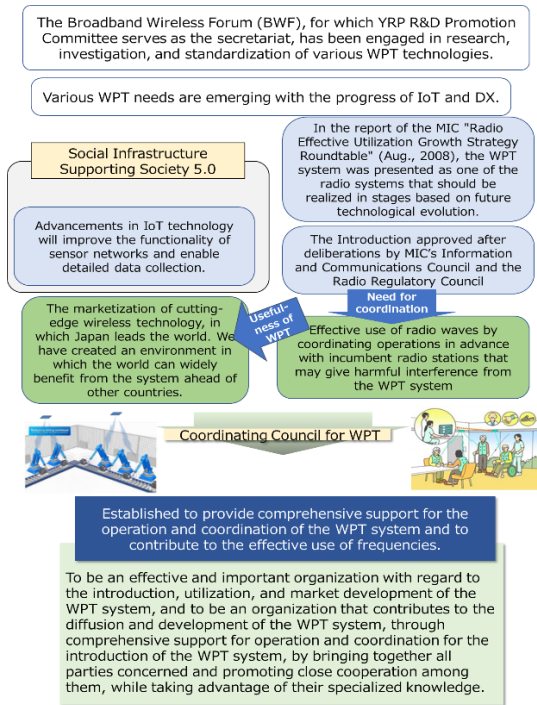 The Broadband Wireless Forum (BWF), for which YRP R&D Promotion
Committee serves as the secretariat, has been engaged in research,
investigation, and standardization of various WPT technologies.
Various WPT needs are emerging with the progress of IoT and DX.
Social Infrastructure
Supporting Society 5.0
Advancements in IoT technology
will improve the functionality of
sensor networks and enable
detailed data collection.
In the report of the MIC "Radio
Effective Utilization Growth Strategy
Roundtable" (Aug., 2008), the WPT
system was presented as one of the
radio systems that should be
realized in stages based on future
technological evolution.
The Introduction approved after
deliberations by MIC's Information
and Communications Council and the
Radio Regulatory Council
Need for
coordination
Useful-
ness of
WPT
The marketization of cutting-
edge wireless technology, in
which Japan leads the world. We
have created an environment in
which the world can widely
benefit from the system ahead of
other countries.
Effective use of radio waves by
coordinating operations in advance
with incumbent radio stations that
may give harmful interference from
the WPT system
Coordinating Council for WPT
Established to provide comprehensive support for the
operation and coordination of the WPT system and to
contribute to the effective use of frequencies.
To be an effective and important organization with regard to
the introduction, utilization, and market development of the
WPT system, and to be an organization that contributes to the
diffusion and development of the WPT system, through
comprehensive support for operation and coordination for the
introduction of the WPT system, by bringing together all
parties concerned and promoting close cooperation among
them, while taking advantage of their specialized knowledge.